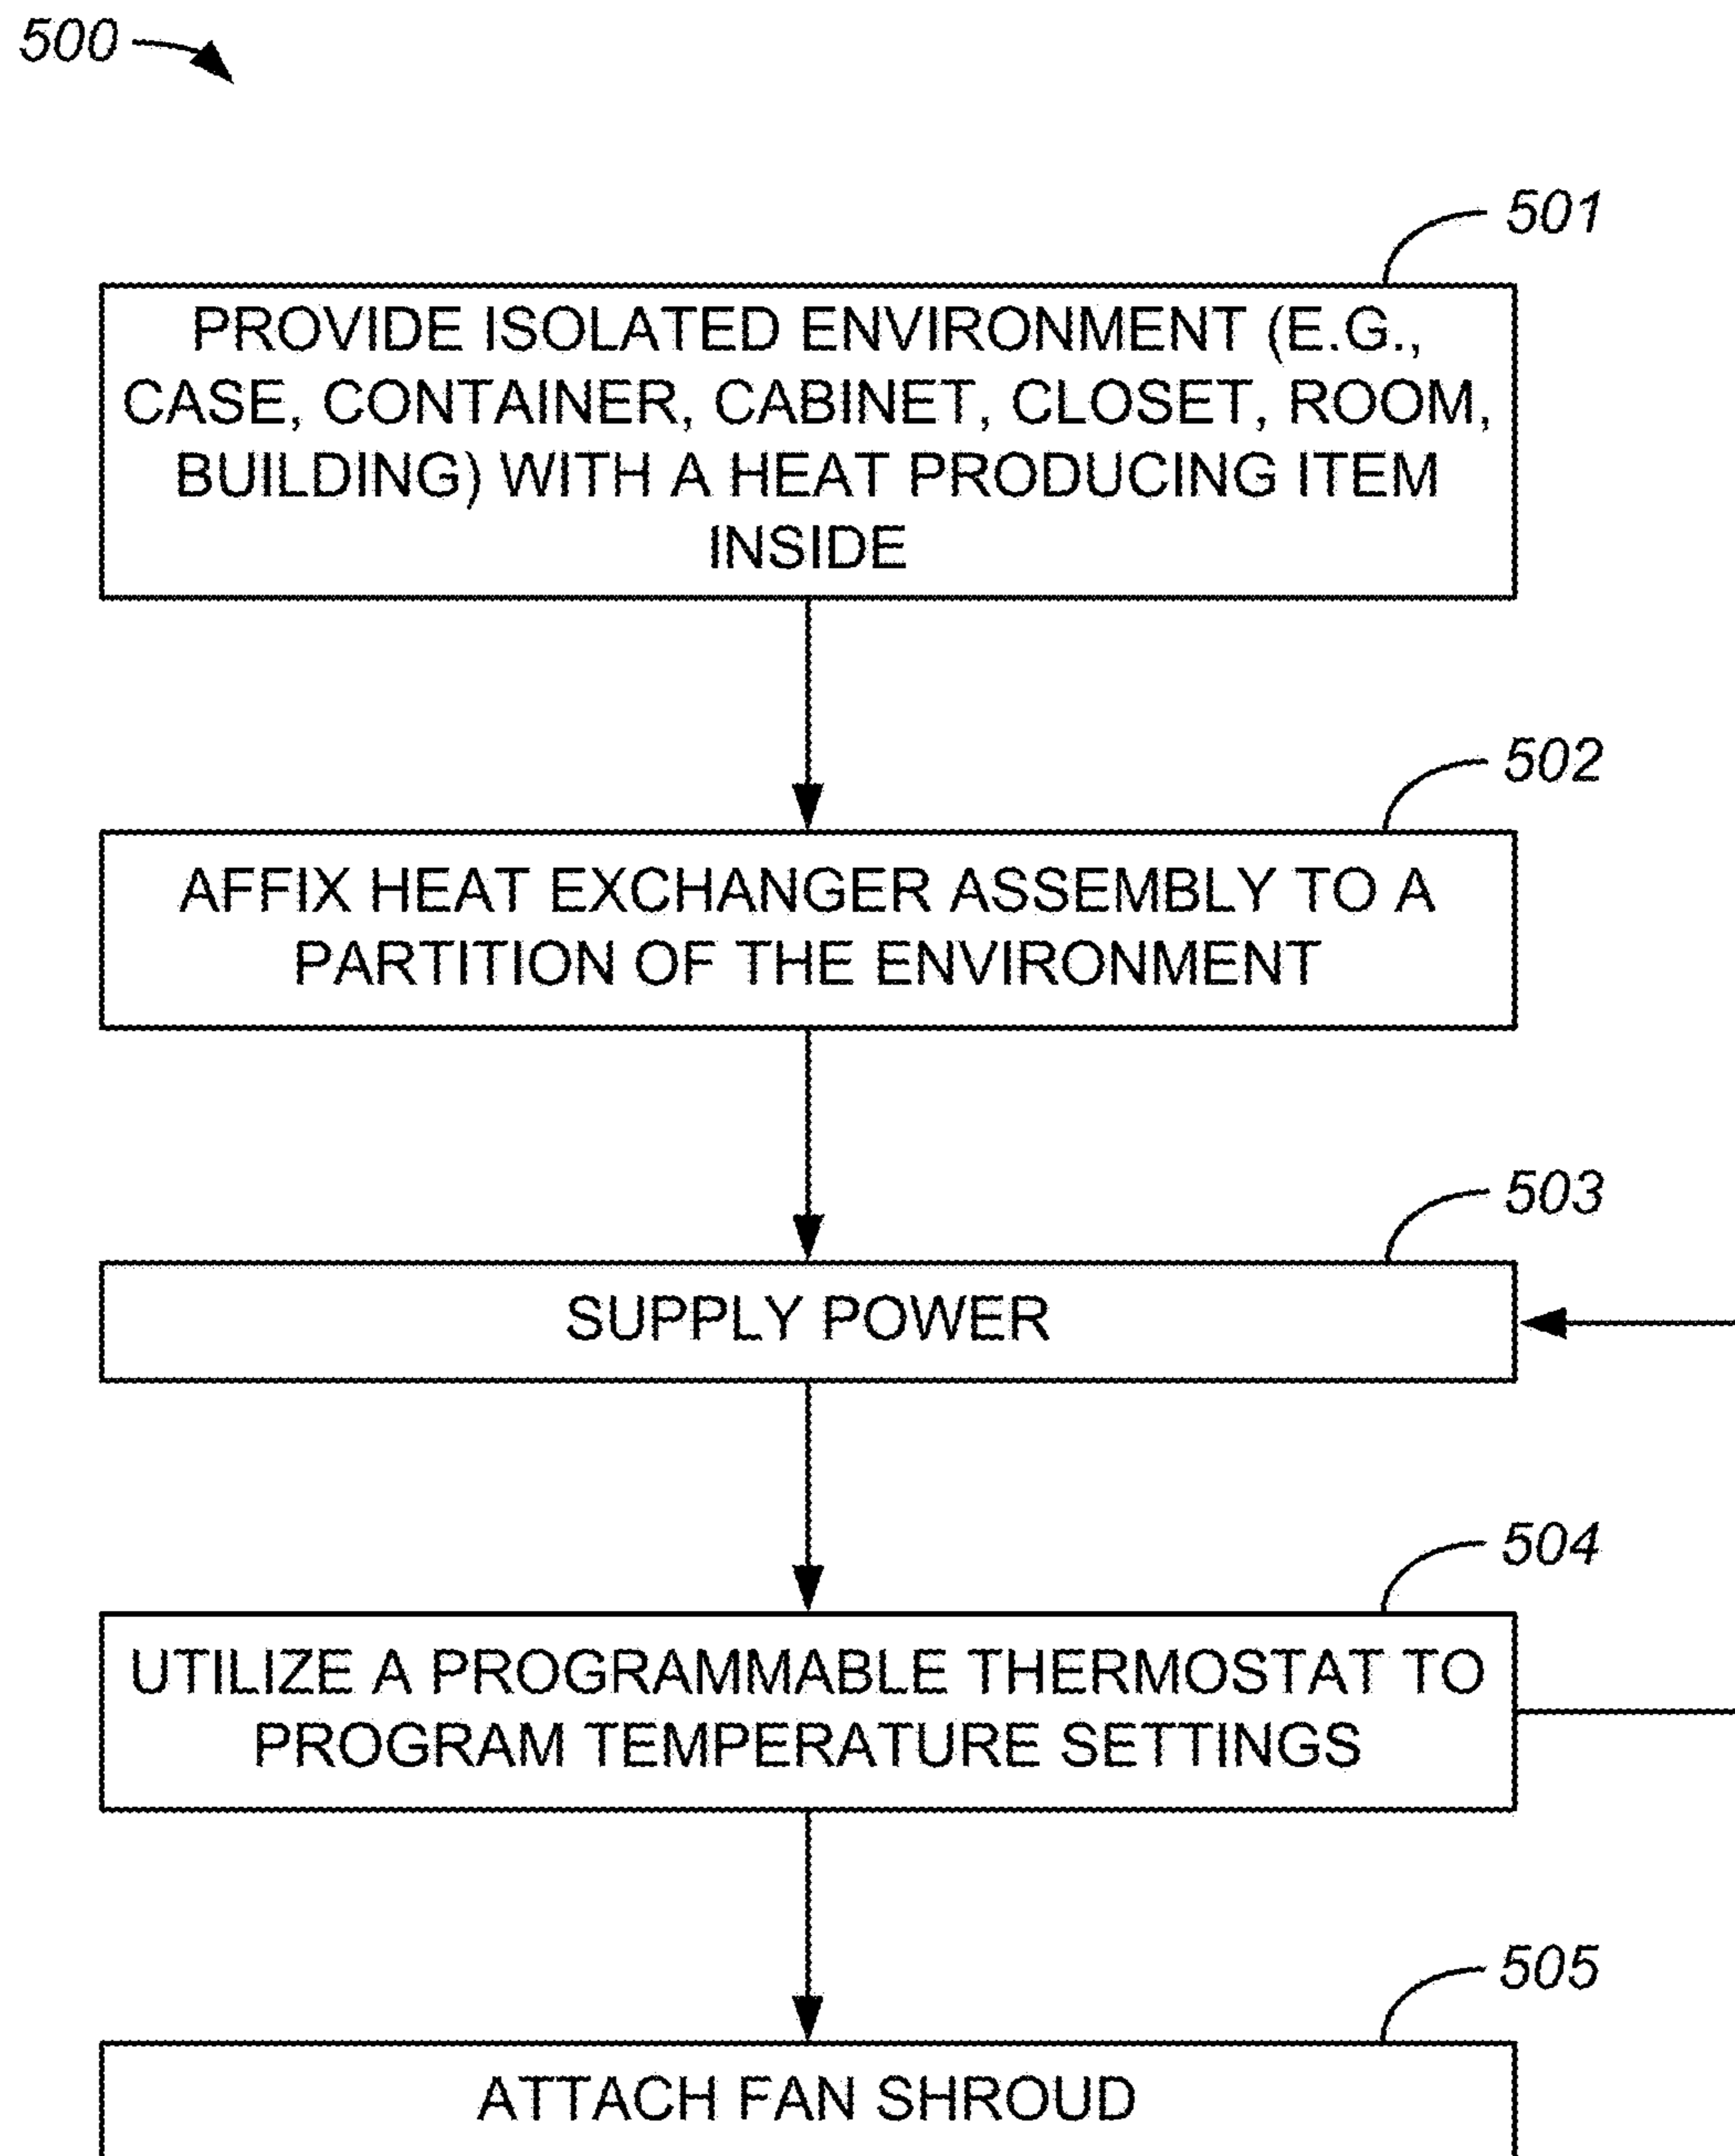 500
501
PROVIDE ISOLATED ENVIRONMENT (E.G.,
CASE, CONTAINER, CABINET, CLOSET, ROOM,
BUILDING) WITH A HEAT PRODUCING ITEM
INSIDE
502
AFFIX HEAT EXCHANGER ASSEMBLY TO A
PARTITION OF THE ENVIRONMENT
503
SUPPLY POWER
504
UTILIZE A PROGRAMMABLE THERMOSTAT TO
PROGRAM TEMPERATURE SETTINGS
505
ATTACH FAN SHROUD